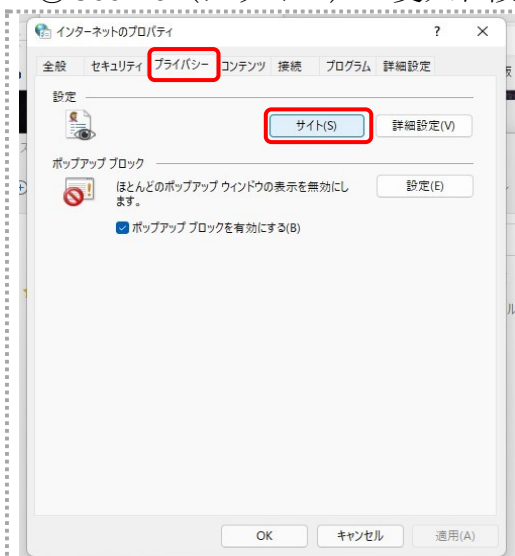 インターネットのプロパティ ? ×
全般 セキュリティ プライバシー コンテンツ 接続 プログラム 詳細設定
設定
サイト(S) 詳細設定(V)
ポップアップ ブロック
ほとんどのポップアップ ウィンドウの表示を無効にし
ます。
設定(E)
ポップアップ ブロックを有効にする(B)
OK キャンセル 適用(A)